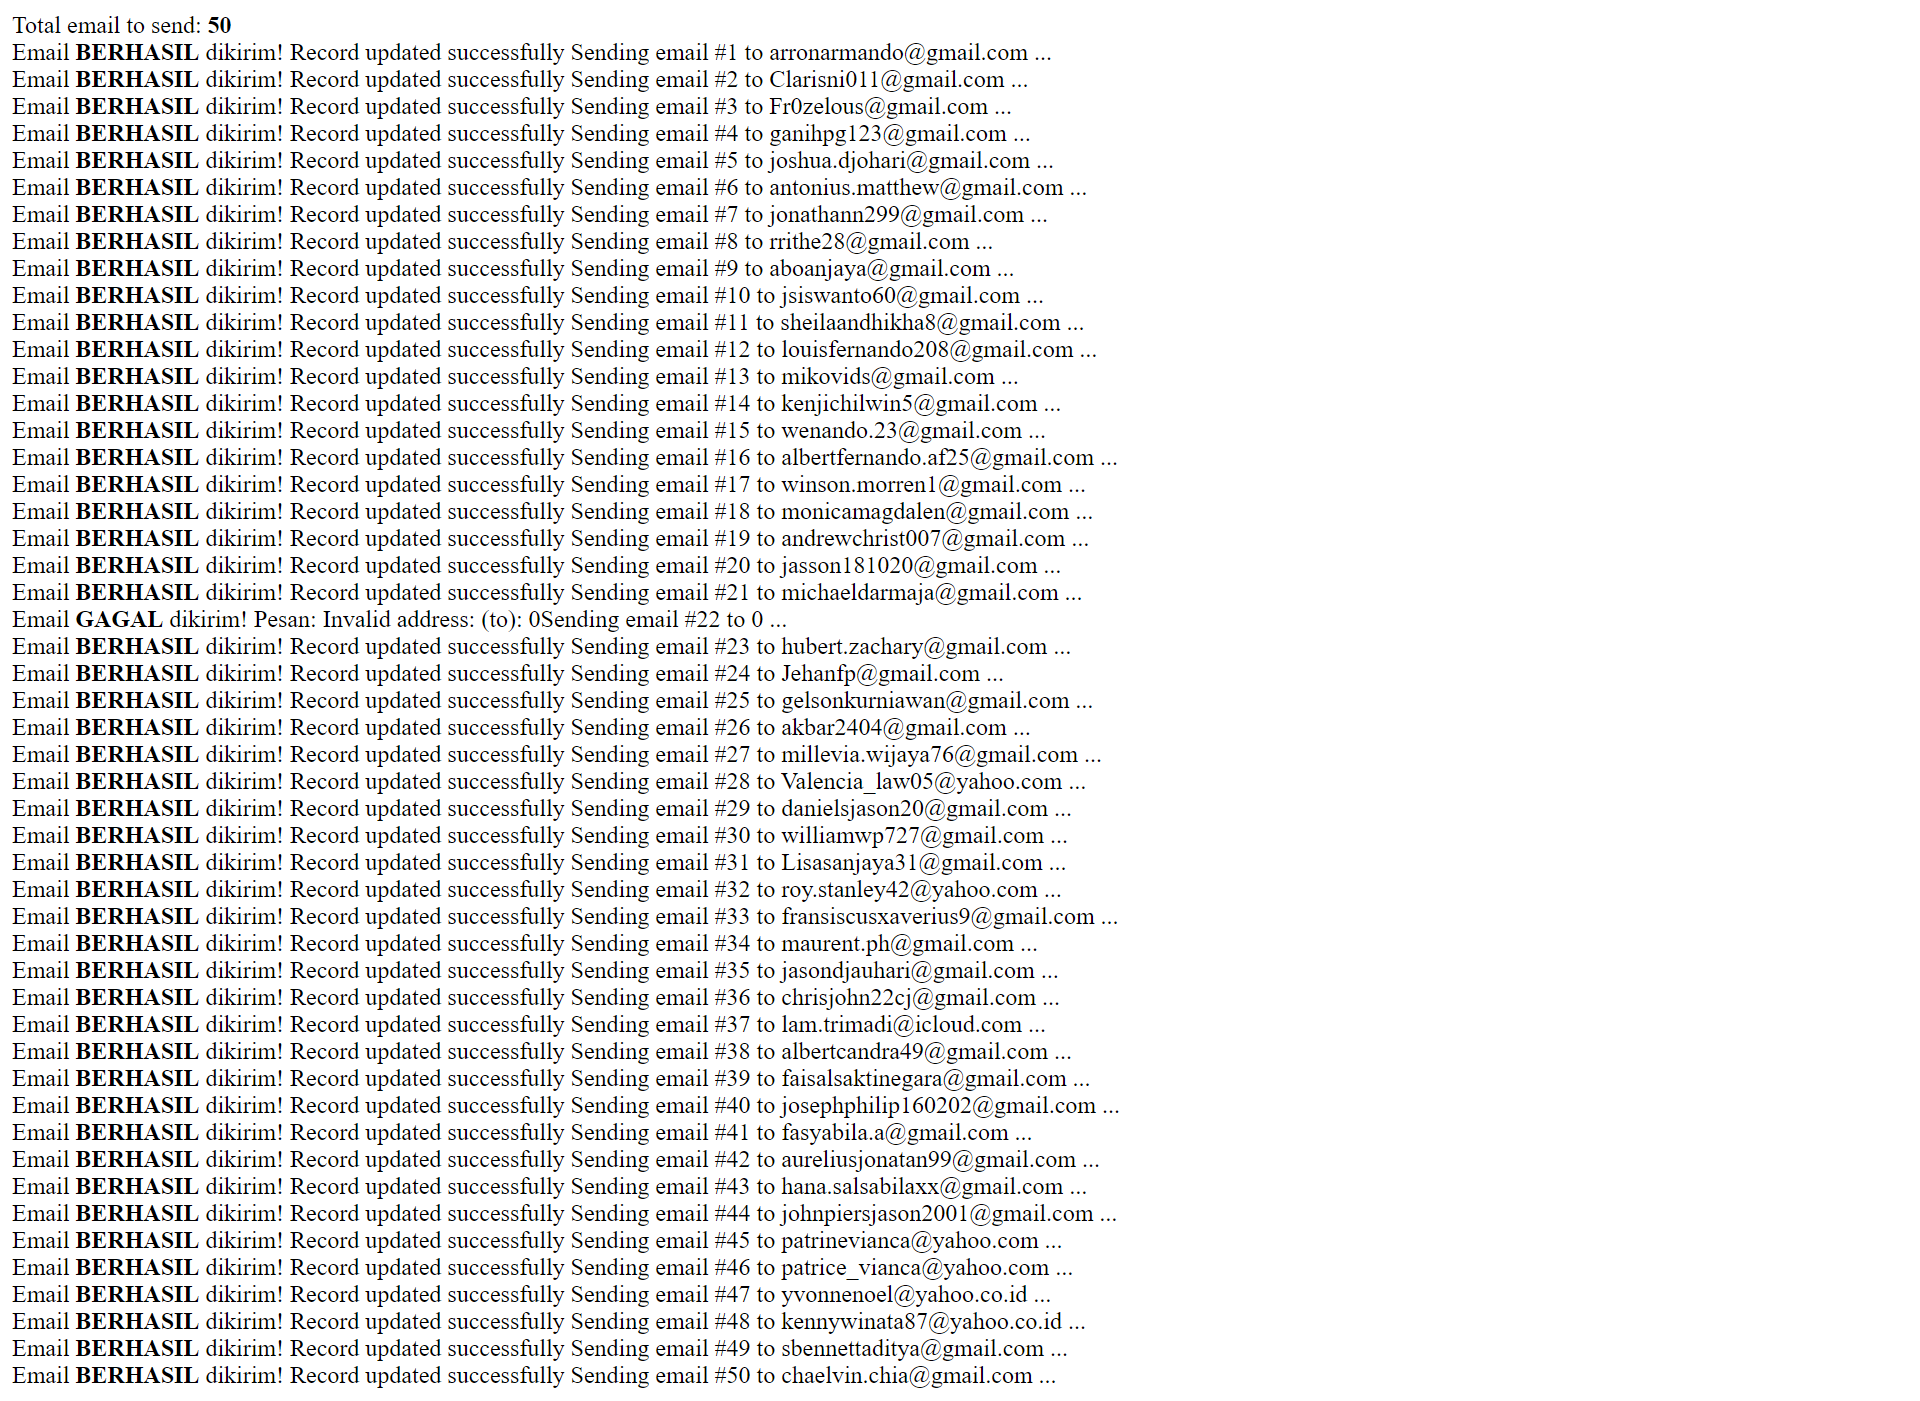 Total email to send: 50
Email BERHASIL dikirim! Record updated successfully Sending email #1 to arronarmando@gmail.com ...
Email BERHASIL dikirim! Record updated successfully Sending email #2 to Clarisni011@gmail.com ...
Email BERHASIL dikirim! Record updated successfully Sending email #3 to Fr0zelous@gmail.com ...
Email BERHASIL dikirim! Record updated successfully Sending email #4 to ganihpg123@gmail.com ...
Email BERHASIL dikirim! Record updated successfully Sending email #5 to joshua.djohari@gmail.com ...
Email BERHASIL dikirim! Record updated successfully Sending email #6 to antonius.matthew@gmail.com ...
Email BERHASIL dikirim! Record updated successfully Sending email #7 to jonathann299@gmail.com ...
Email BERHASIL dikirim! Record updated successfully Sending email #8 to rrithe28@gmail.com ...
Email BERHASIL dikirim! Record updated successfully Sending email #9 to aboanjaya@gmail.com ...
Email BERHASIL dikirim! Record updated successfully Sending email #10 to jsiswanto60@gmail.com ...
Email BERHASIL dikirim! Record updated successfully Sending email #11 to sheilaandhikha8@gmail.com ...
Email BERHASIL dikirim! Record updated successfully Sending email #12 to louisfernando208@gmail.com ...
Email BERHASIL dikirim! Record updated successfully Sending email #13 to mikovids@gmail.com ...
Email BERHASIL dikirim! Record updated successfully Sending email #14 to kenjichilwin5@gmail.com ...
Email BERHASIL dikirim! Record updated successfully Sending email #15 to wenando.23@gmail.com ...
Email BERHASIL dikirim! Record updated successfully Sending email #16 to albertfernando.af25@gmail.com ...
Email BERHASIL dikirim! Record updated successfully Sending email #17 to winson.morren1@gmail.com ...
Email BERHASIL dikirim! Record updated successfully Sending email #18 to monicamagdalen@gmail.com ...
Email BERHASIL dikirim! Record updated successfully Sending email #19 to andrewchrist007@gmail.com ...
Email BERHASIL dikirim! Record updated successfully Sending email #20 to jasson181020@gmail.com ...
Email BERHASIL dikirim! Record updated successfully Sending email #21 to michaeldarmaja@gmail.com ...
Email GAGAL dikirim! Pesan: Invalid address: (to): 0Sending email #22 to 0 ...
Email BERHASIL dikirim! Record updated successfully Sending email #23 to hubert.zachary@gmail.com ...
Email BERHASIL dikirim! Record updated successfully Sending email #24 to Jehanfp@gmail.com ...
Email BERHASIL dikirim! Record updated successfully Sending email #25 to gelsonkurniawan@gmail.com ...
Email BERHASIL dikirim! Record updated successfully Sending email #26 to akbar2404@gmail.com ...
Email BERHASIL dikirim! Record updated successfully Sending email #27 to millevia.wijaya76@gmail.com ...
Email BERHASIL dikirim! Record updated successfully Sending email #28 to Valencia_law05@yahoo.com ...
Email BERHASIL dikirim! Record updated successfully Sending email #29 to danielsjason20@gmail.com ...
Email BERHASIL dikirim! Record updated successfully Sending email #30 to williamwp727@gmail.com ...
Email BERHASIL dikirim! Record updated successfully Sending email #31 to Lisasanjaya31@gmail.com ...
Email BERHASIL dikirim! Record updated successfully Sending email #32 to roy.stanley42@yahoo.com ...
Email BERHASIL dikirim! Record updated successfully Sending email #33 to fransiscusxaverius9@gmail.com ...
Email BERHASIL dikirim! Record updated successfully Sending email #34 to maurent.ph@gmail.com ...
Email BERHASIL dikirim! Record updated successfully Sending email #35 to jasondjauhari@gmail.com ...
Email BERHASIL dikirim! Record updated successfully Sending email #36 to chrisjohn22cj@gmail.com ...
Email BERHASIL dikirim! Record updated successfully Sending email #37 to lam.trimadi@icloud.com ...
Email BERHASIL dikirim! Record updated successfully Sending email #38 to albertcandra49@gmail.com ...
Email BERHASIL dikirim! Record updated successfully Sending email #39 to faisalsaktinegara@gmail.com ...
Email BERHASIL dikirim! Record updated successfully Sending email #40 to josephphilip160202@gmail.com ...
Email BERHASIL dikirim! Record updated successfully Sending email #41 to fasyabila.a@gmail.com ...
Email BERHASIL dikirim! Record updated successfully Sending email #42 to aureliusjonatan99@gmail.com ...
Email BERHASIL dikirim! Record updated successfully Sending email #43 to hana.salsabilaxx@gmail.com ...
Email BERHASIL dikirim! Record updated successfully Sending email #44 to johnpiersjason2001@gmail.com ...
Email BERHASIL dikirim! Record updated successfully Sending email #45 to patrinevianca@yahoo.com ...
Email BERHASIL dikirim! Record updated successfully Sending email #46 to patrice_vianca@yahoo.com ...
Email BERHASIL dikirim! Record updated successfully Sending email #47 to yvonnenoel@yahoo.co.id ...
Email BERHASIL dikirim! Record updated successfully Sending email #48 to kennywinata87@yahoo.co.id ...
Email BERHASIL dikirim! Record updated successfully Sending email #49 to sbennettaditya@gmail.com ...
Email BERHASIL dikirim! Record updated successfully Sending email #50 to chaelvin.chia@gmail.com ...